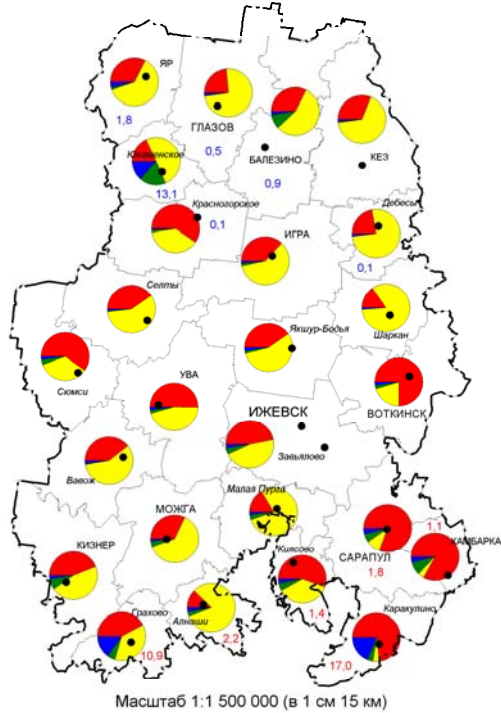 ЯР
1,8
ГЛАЗОВ
0,5
БАЛЕЗИНО
0,9
КЕЗ
Юкаменское
13,1
Красногорское
0,1
ИГРА
Дебесы
0,1
Селты
Шаркан
Якшур-Бодья
Сюмси
УВА
ВОТКИНСК
ИЖЕВСК
Завьялово
Вавож
Малая Пурга
МОЖГА
КИЗНЕР
САРАПУЛ
1,8
1,1
КАМБАРКА
Киясово
1,4
Грахово
10,9
Алнаши
2,2
Каракулино
17,0
Масштаб 1:1 500 000 (в 1 см 15 км)